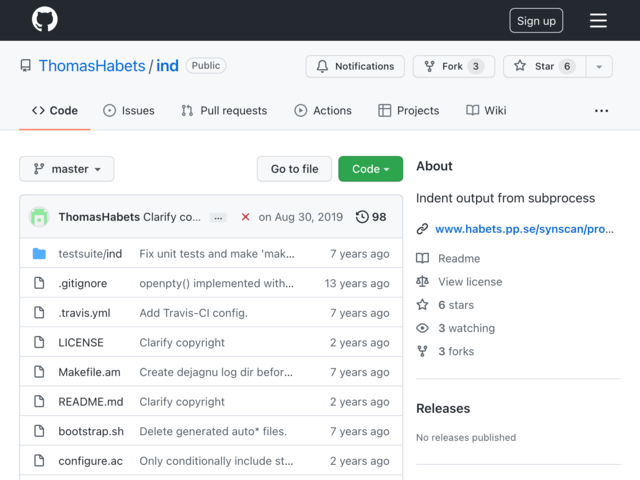 Sign up
ThomasHabets / ind Public
Notifications Fork 3 Star 6
Code Issues Pull requests Actions Projects Wiki ...
master Go to file Code
ThomasHabets Clarify co... ... on Aug 30, 2019 98
testsuite/ind Fix unit tests and make 'mak... 7 years ago
.gitignore openpty() implemented with... 13 years ago
.travis.yml Add Travis-CI config. 7 years ago
LICENSE Clarify copyright 2 years ago
Makefile.am Create dejagnu log dir befor... 7 years ago
README.md Clarify copyright 2 years ago
bootstrap.sh Delete generated auto* files. 7 years ago
configure.ac Only conditionally include st... 2 years ago
About
Indent output from subprocess
www.habets.pp.se/synscan/pro...
Readme
View license
6 stars
3 watching
3 forks
Releases
No releases published